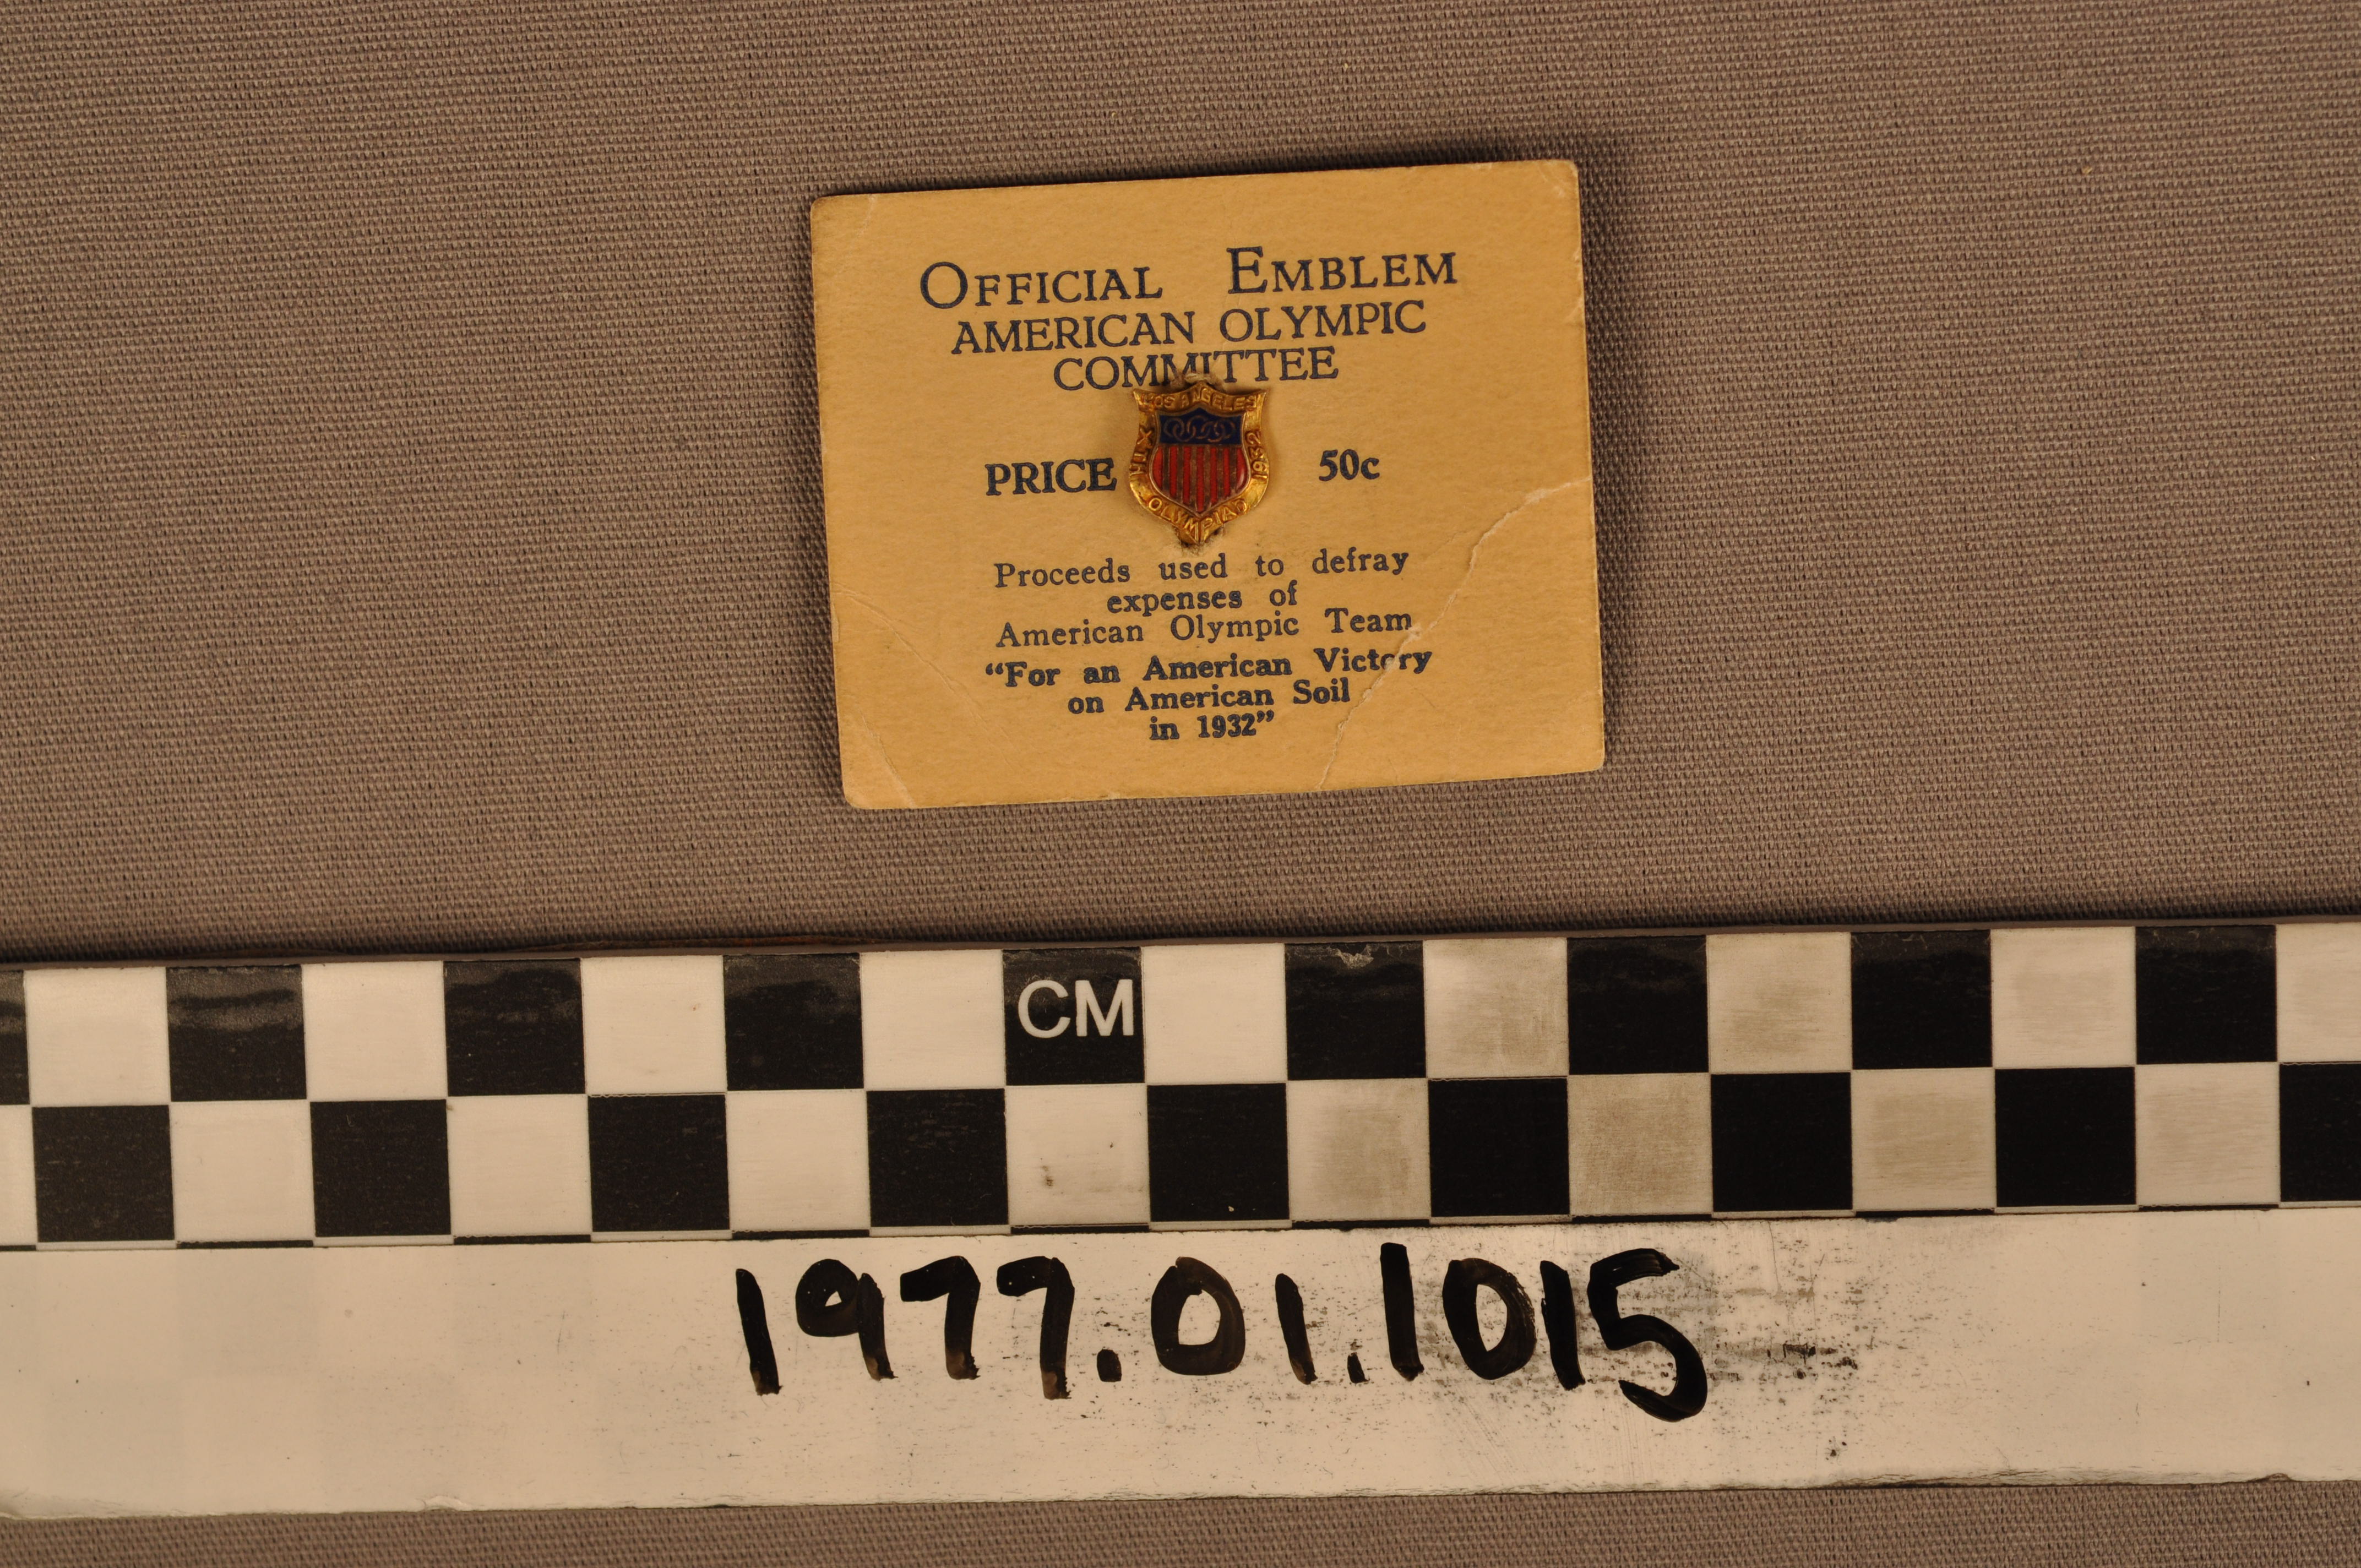 OFFICIAL EMBLEM
AMERICAN OLYMPIC
COMMITTEE
LOS ANGELES
XTH
1932
OLYMPIAD
PRICE 50c
Proceeds used to defray
expenses of
American Olympic Team
“For an American Victory
on American Soil
in 1932”
CM
1977.01.1015